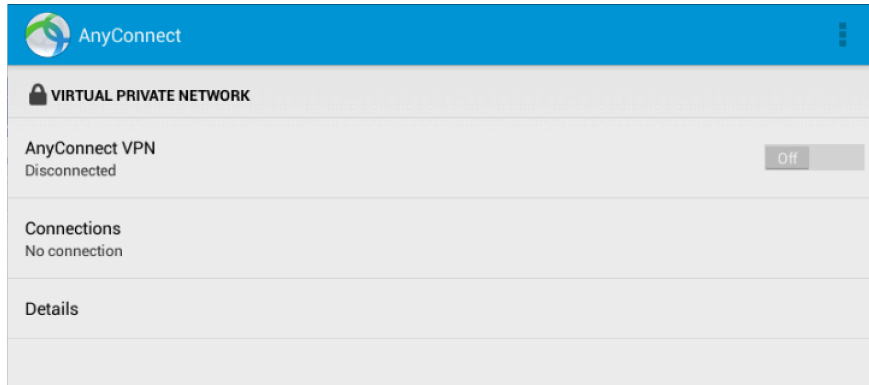 AnyConnect
VIRTUAL PRIVATE NETWORK
AnyConnect VPN
Disconnected
Off
Connections
No connection
Details